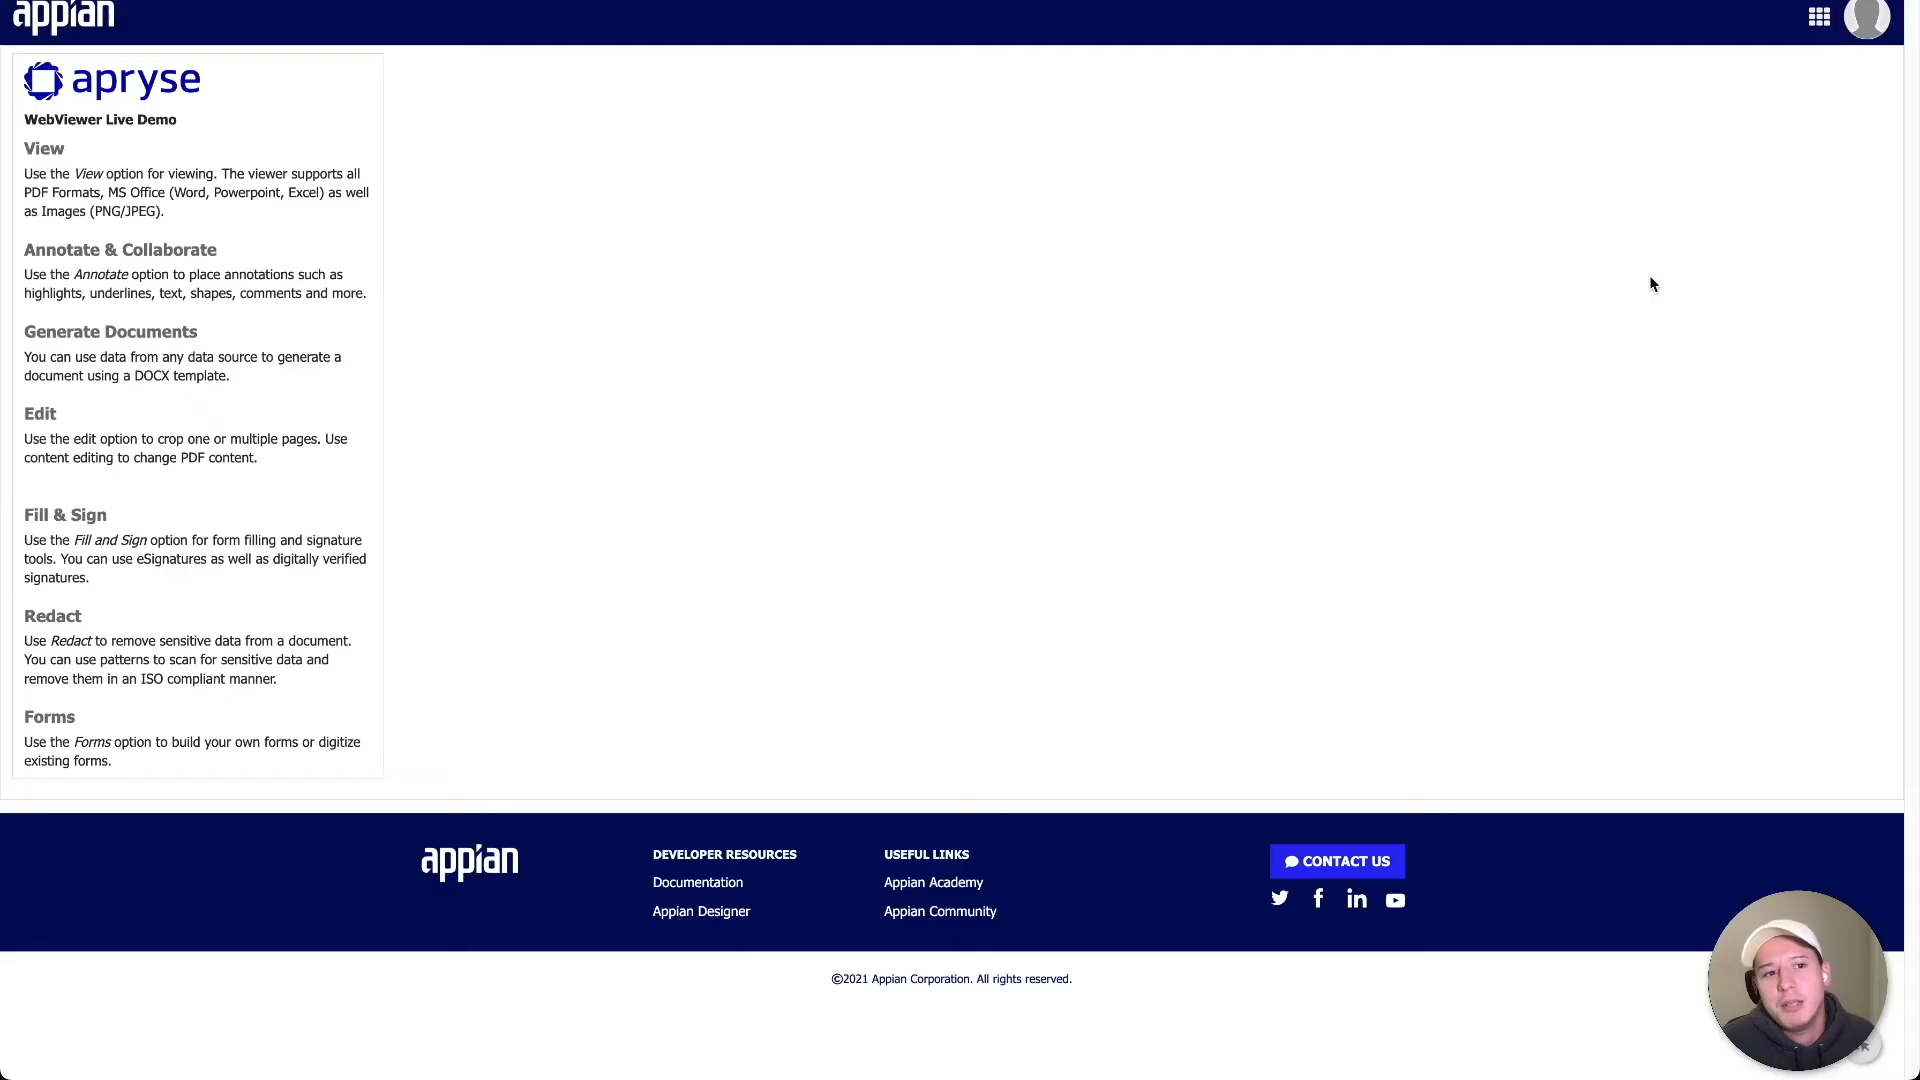 appian
apryse
WebViewer Live Demo
View
Use the View option for viewing. The viewer supports all
PDF Formats, MS Office (Word, Powerpoint, Excel) as well
as Images (PNG/JPEG).
Annotate & Collaborate
Use the Annotate option to place annotations such as
highlights, underlines, text, shapes, comments and more.
Generate Documents
You can use data from any data source to generate a
document using a DOCX template.
Edit
Use the edit option to crop one or multiple pages. Use
content editing to change PDF content.
Fill & Sign
Use the Fill and Sign option for form filling and signature
tools. You can use eSignatures as well as digitally verified
signatures.
Redact
Use Redact to remove sensitive data from a document.
You can use patterns to scan for sensitive data and
remove them in an ISO compliant manner.
Forms
Use the Forms option to build your own forms or digitize
existing forms.
appian
DEVELOPER RESOURCES
Documentation
Appian Designer
USEFUL LINKS
Appian Academy
Appian Community
CONTACT US
©2021 Appian Corporation. All rights reserved.